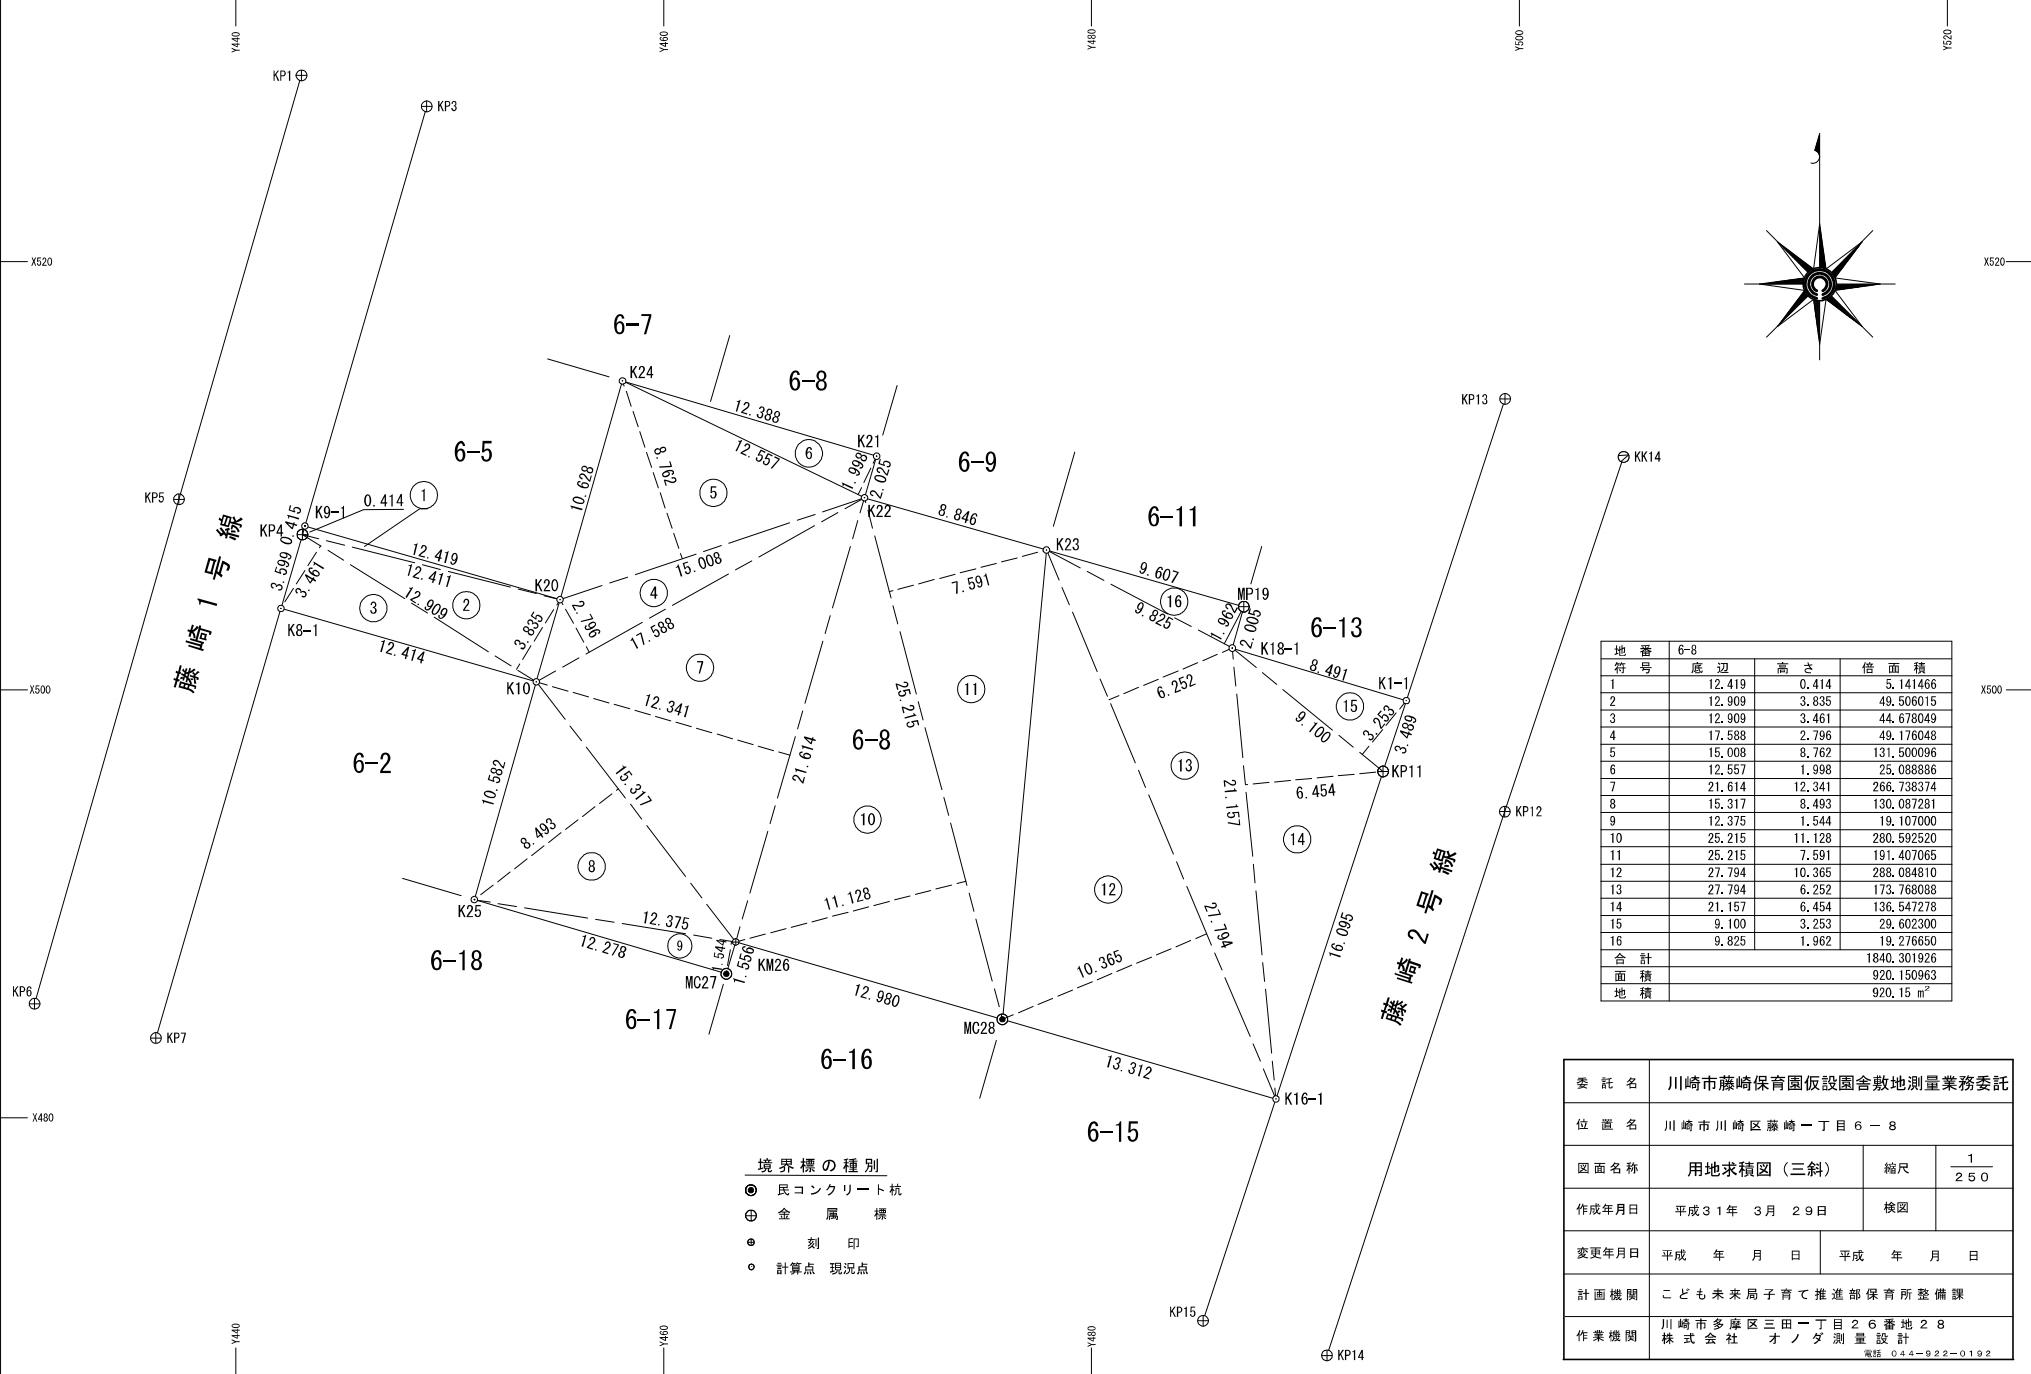 Y440
Y460
Y480
Y500
Y520
KP1
KP3
X520
X520
6-7
K24
6-8
12.388
KP13
K21
12.557
6
1.998
2.025
6-5
6-9
KK14
8.762
10.628
5
KP5
0.414
1
K9-1
0.415
KP4
K22
8.846
6-11
K23
12.419
12.411
3.599
3.461
15.008
7.591
9.607
K20
MP19
12.909
3
2
4
2.796
3.835
16
9.825
1.962
2.005
6-13
藤崎1号線
K8-1
12.414
17.588
K18-1
8.491
7
K10
X500
X500
12.341
11
6.252
K1-1
15
25.215
9.100
3.253
3.489
6-2
6-8
21.614
13
KP11
15.317
10.582
6.454
21.157
8.493
10
14
KP12
8
12
11.128
K25
12.375
27.794
16.095
藤崎2号線
6-18
12.278
9
1.544
1.556
KM26
10.365
MC27
12.980
KP6
6-17
MC28
KP7
6-16
13.312
K16-1
X480
6-15
地番 6-8
符号 底辺 高さ 倍面積
1 12.419 0.414 5.141466
2 12.909 3.835 49.506015
3 12.909 3.461 44.678049
4 17.588 2.796 49.176048
5 15.008 8.762 131.500096
6 12.557 1.998 25.088886
7 21.614 12.341 266.738374
8 15.317 8.493 130.087281
9 12.375 1.544 19.107000
10 25.215 11.128 280.592520
11 25.215 7.591 191.407065
12 27.794 10.365 288.084810
13 27.794 6.252 173.768088
14 21.157 6.454 136.547278
15 9.100 3.253 29.602300
16 9.825 1.962 19.276650
合計 1840.301926
面積 920.150963
地積 920.15 m²
境界標の種別
民コンクリート杭
金属標
刻印
計算点 現況点
KP15
KP14
Y440
Y460
Y480
委託名 川崎市藤崎保育園仮設園舎敷地測量業務委託
位置名 川崎市川崎区藤崎一丁目6-8
図面名称 用地求積図(三斜) 縮尺 1/250
作成年月日 平成31年 3月 29日 検図
変更年月日 平成 年 月 日 平成 年 月 日
計画機関 こども未来局子育て推進部保育所整備課
作業機関 川崎市多摩区三田一丁目26番地28
株式会社 オノダ測量設計
電話 044-922-0192